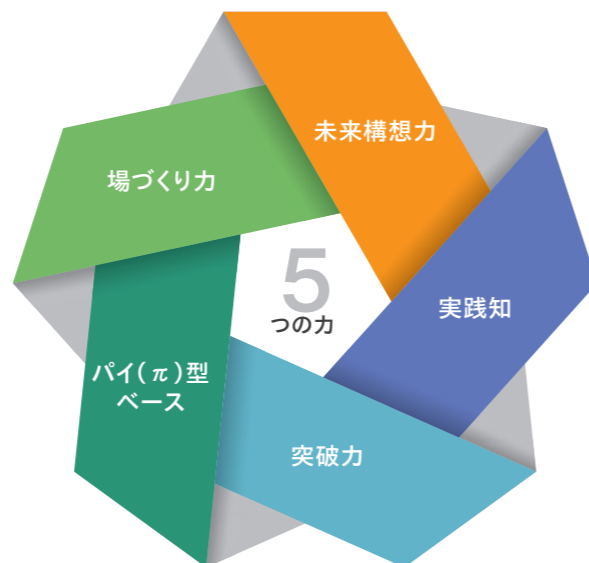 未来構想力
場づくり力
5
つの力
実践知
パイ(π)型
ベース
突破力